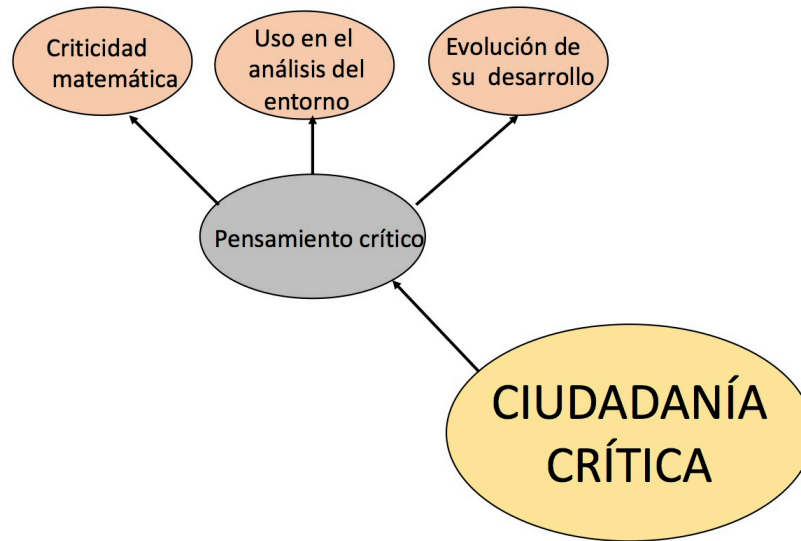 Criticidad
matemática
Uso en el
análisis del
entorno
Evolución de
su desarrollo
Pensamiento crítico
CIUDADANÍA
CRÍTICA